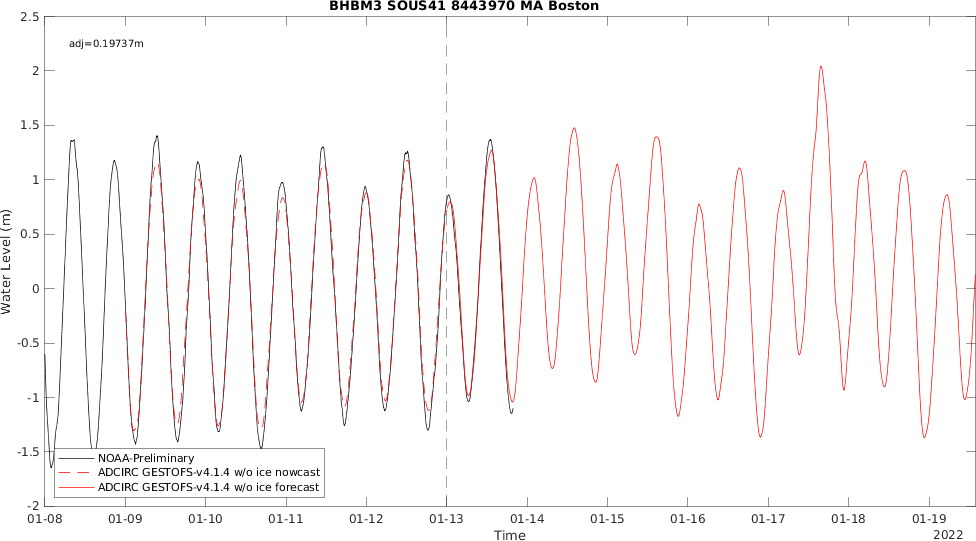 BHBM3 SOUS41 8443970 MA Boston
adj=0.19737m
2.5
2
1.5
1
0.5
0
-0.5
-1
-1.5
-2
Water Level (m)
NOAA-Preliminary
ADCIRC GESTOFS-v4.1.4 w/o ice nowcast
ADCIRC GESTOFS-v4.1.4 w/o ice forecast
01-08 01-09 01-10 01-11 01-12 01-13 01-14 01-15 01-16 01-17 01-18 01-19
Time
2022